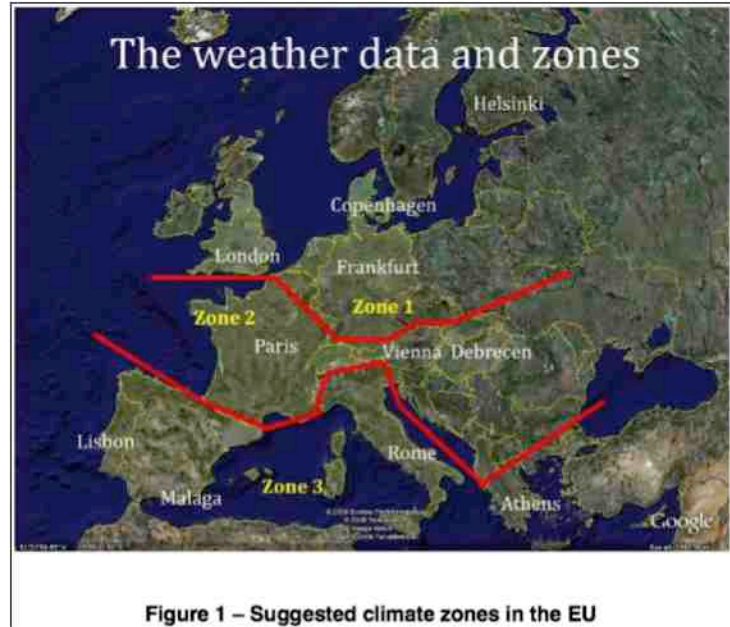 The weather data and zones
Helsinki
Copenhagen
London
Frankfurt
Zone 2
Zone 1
Paris
Vienna Debrecen
Lisbon
Rome
Zone 3
Malaga
Athens
Google
Figure 1 – Suggested climate zones in the EU